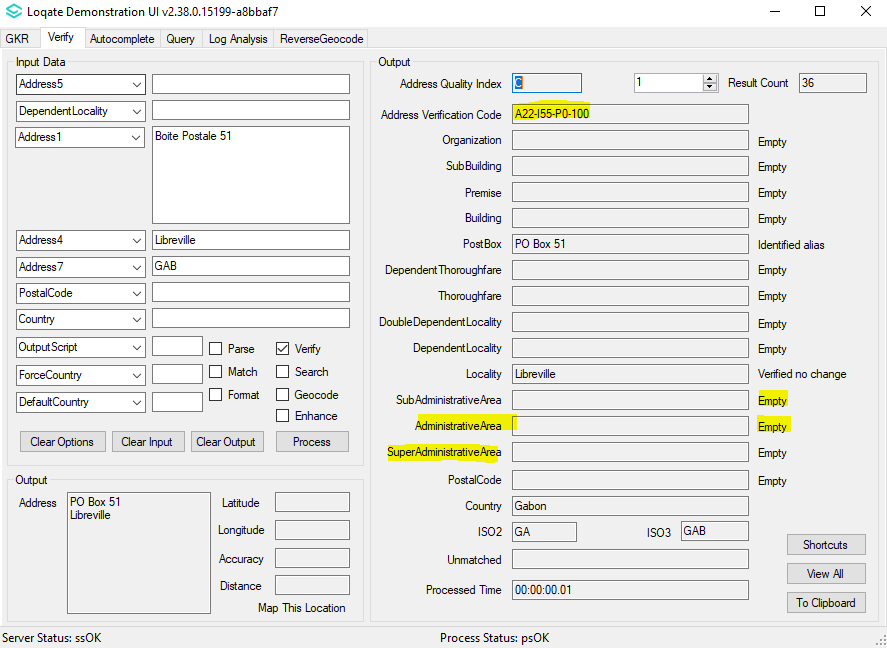 Loqate Demonstration UI v2.38.0.15199-a8bbaf7
GKR Verify Autocomplete Query Log Analysis ReverseGeocode
Input Data
Address5
DependentLocality
Address1 Boite Postale 51
Address4 Libreville
Address7 GAB
PostalCode
Country
OutputScript Parse Verify
ForceCountry Match Search
DefaultCountry Format Geocode
Enhance
Clear Options Clear Input Clear Output Process
Output
Address PO Box 51
Libreville
Latitude
Longitude
Accuracy
Distance
Map This Location
Output
Address Quality Index C 1 Result Count 36
Address Verification Code A22-I55-P0-100
Organization Empty
SubBuilding Empty
Premise Empty
Building Empty
PostBox PO Box 51 Identified alias
DependentThoroughfare Empty
Thoroughfare Empty
DoubleDependentLocality Empty
DependentLocality Empty
Locality Libreville Verified no change
SubAdministrativeArea Empty
AdministrativeArea Empty
SuperAdministrativeArea Empty
PostalCode Empty
Country Gabon
ISO2 GA ISO3 GAB
Unmatched
Processed Time 00:00:00.01
Shortcuts
View All
To Clipboard
Server Status: ssOK Process Status: psOK